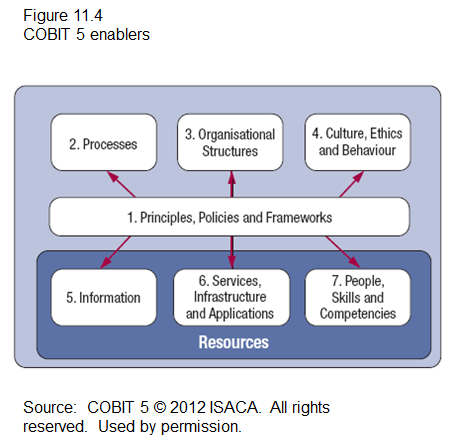 Figure 11.4
COBIT 5 enablers
2. Processes
3. Organisational
Structures
4. Culture, Ethics
and Behaviour
1. Principles, Policies and Frameworks
5. Information
6. Services,
Infrastructure
and Applications
7. People,
Skills and
Competencies
Resources
Source:  COBIT 5 © 2012 ISACA.  All rights
reserved.  Used by permission.